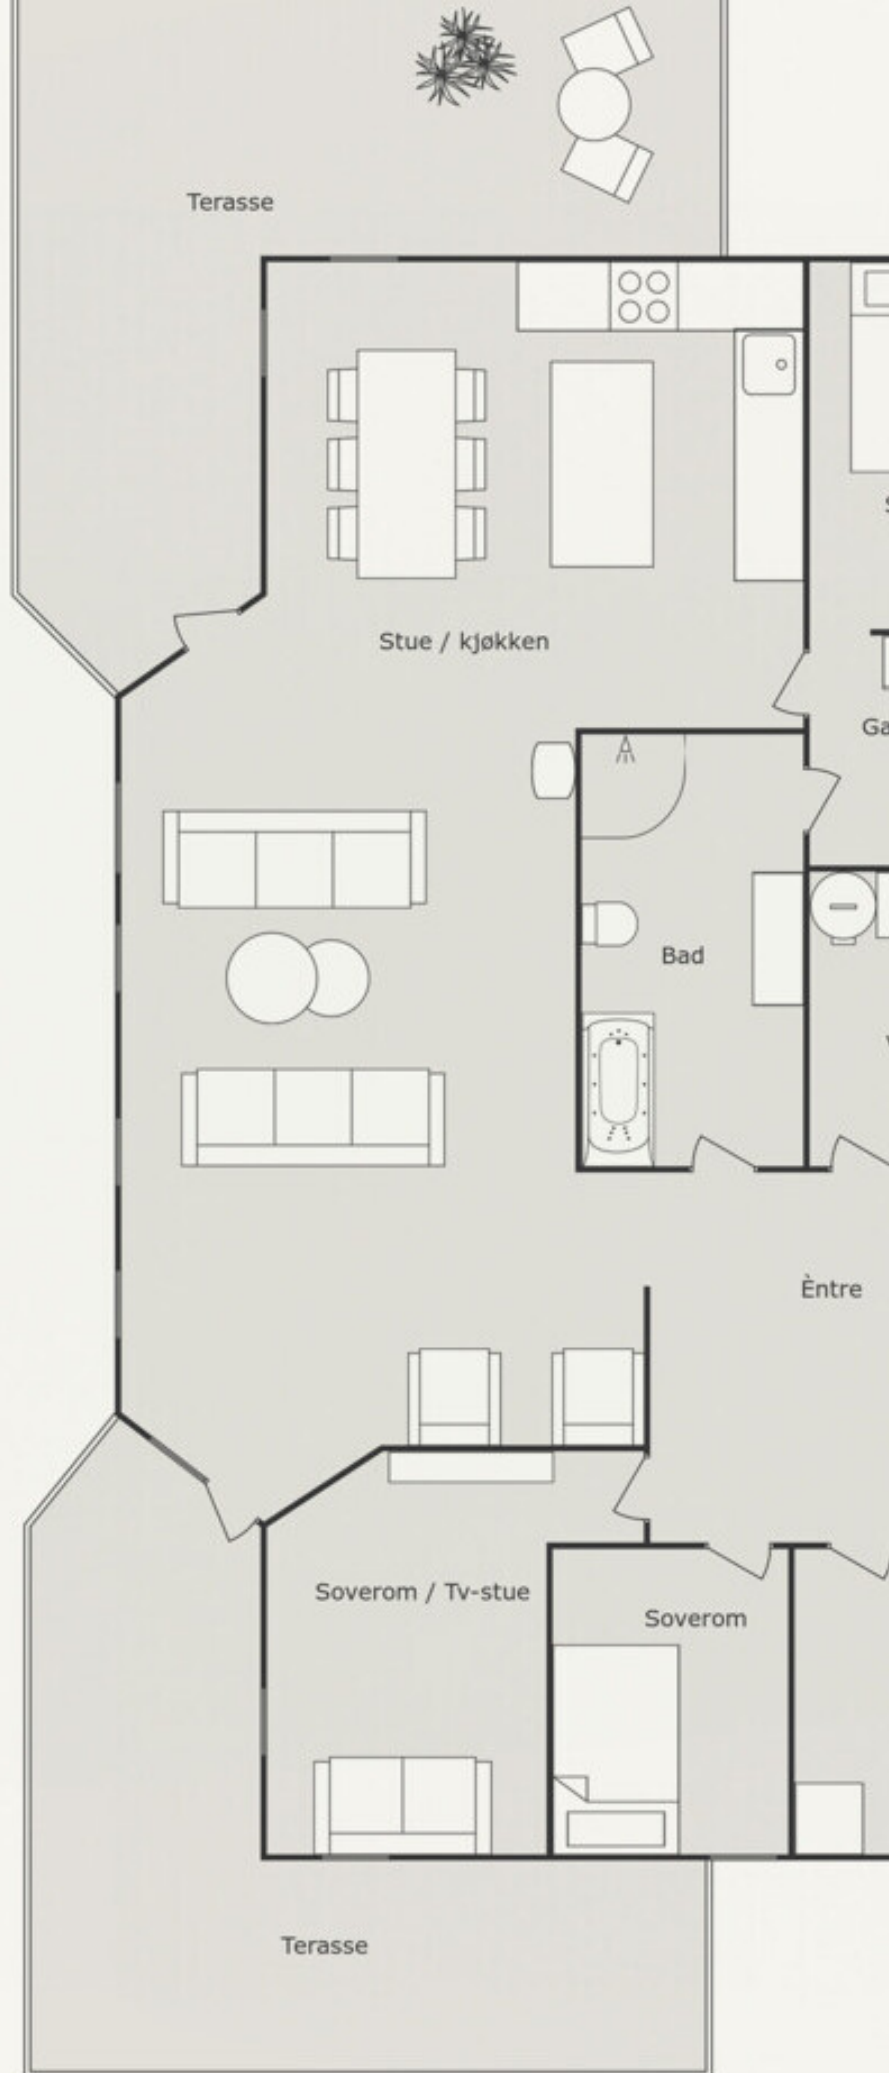 Terasse
Stue / kjøkken
Bad
Èntre
Soverom / Tv-stue
Soverom
Terasse